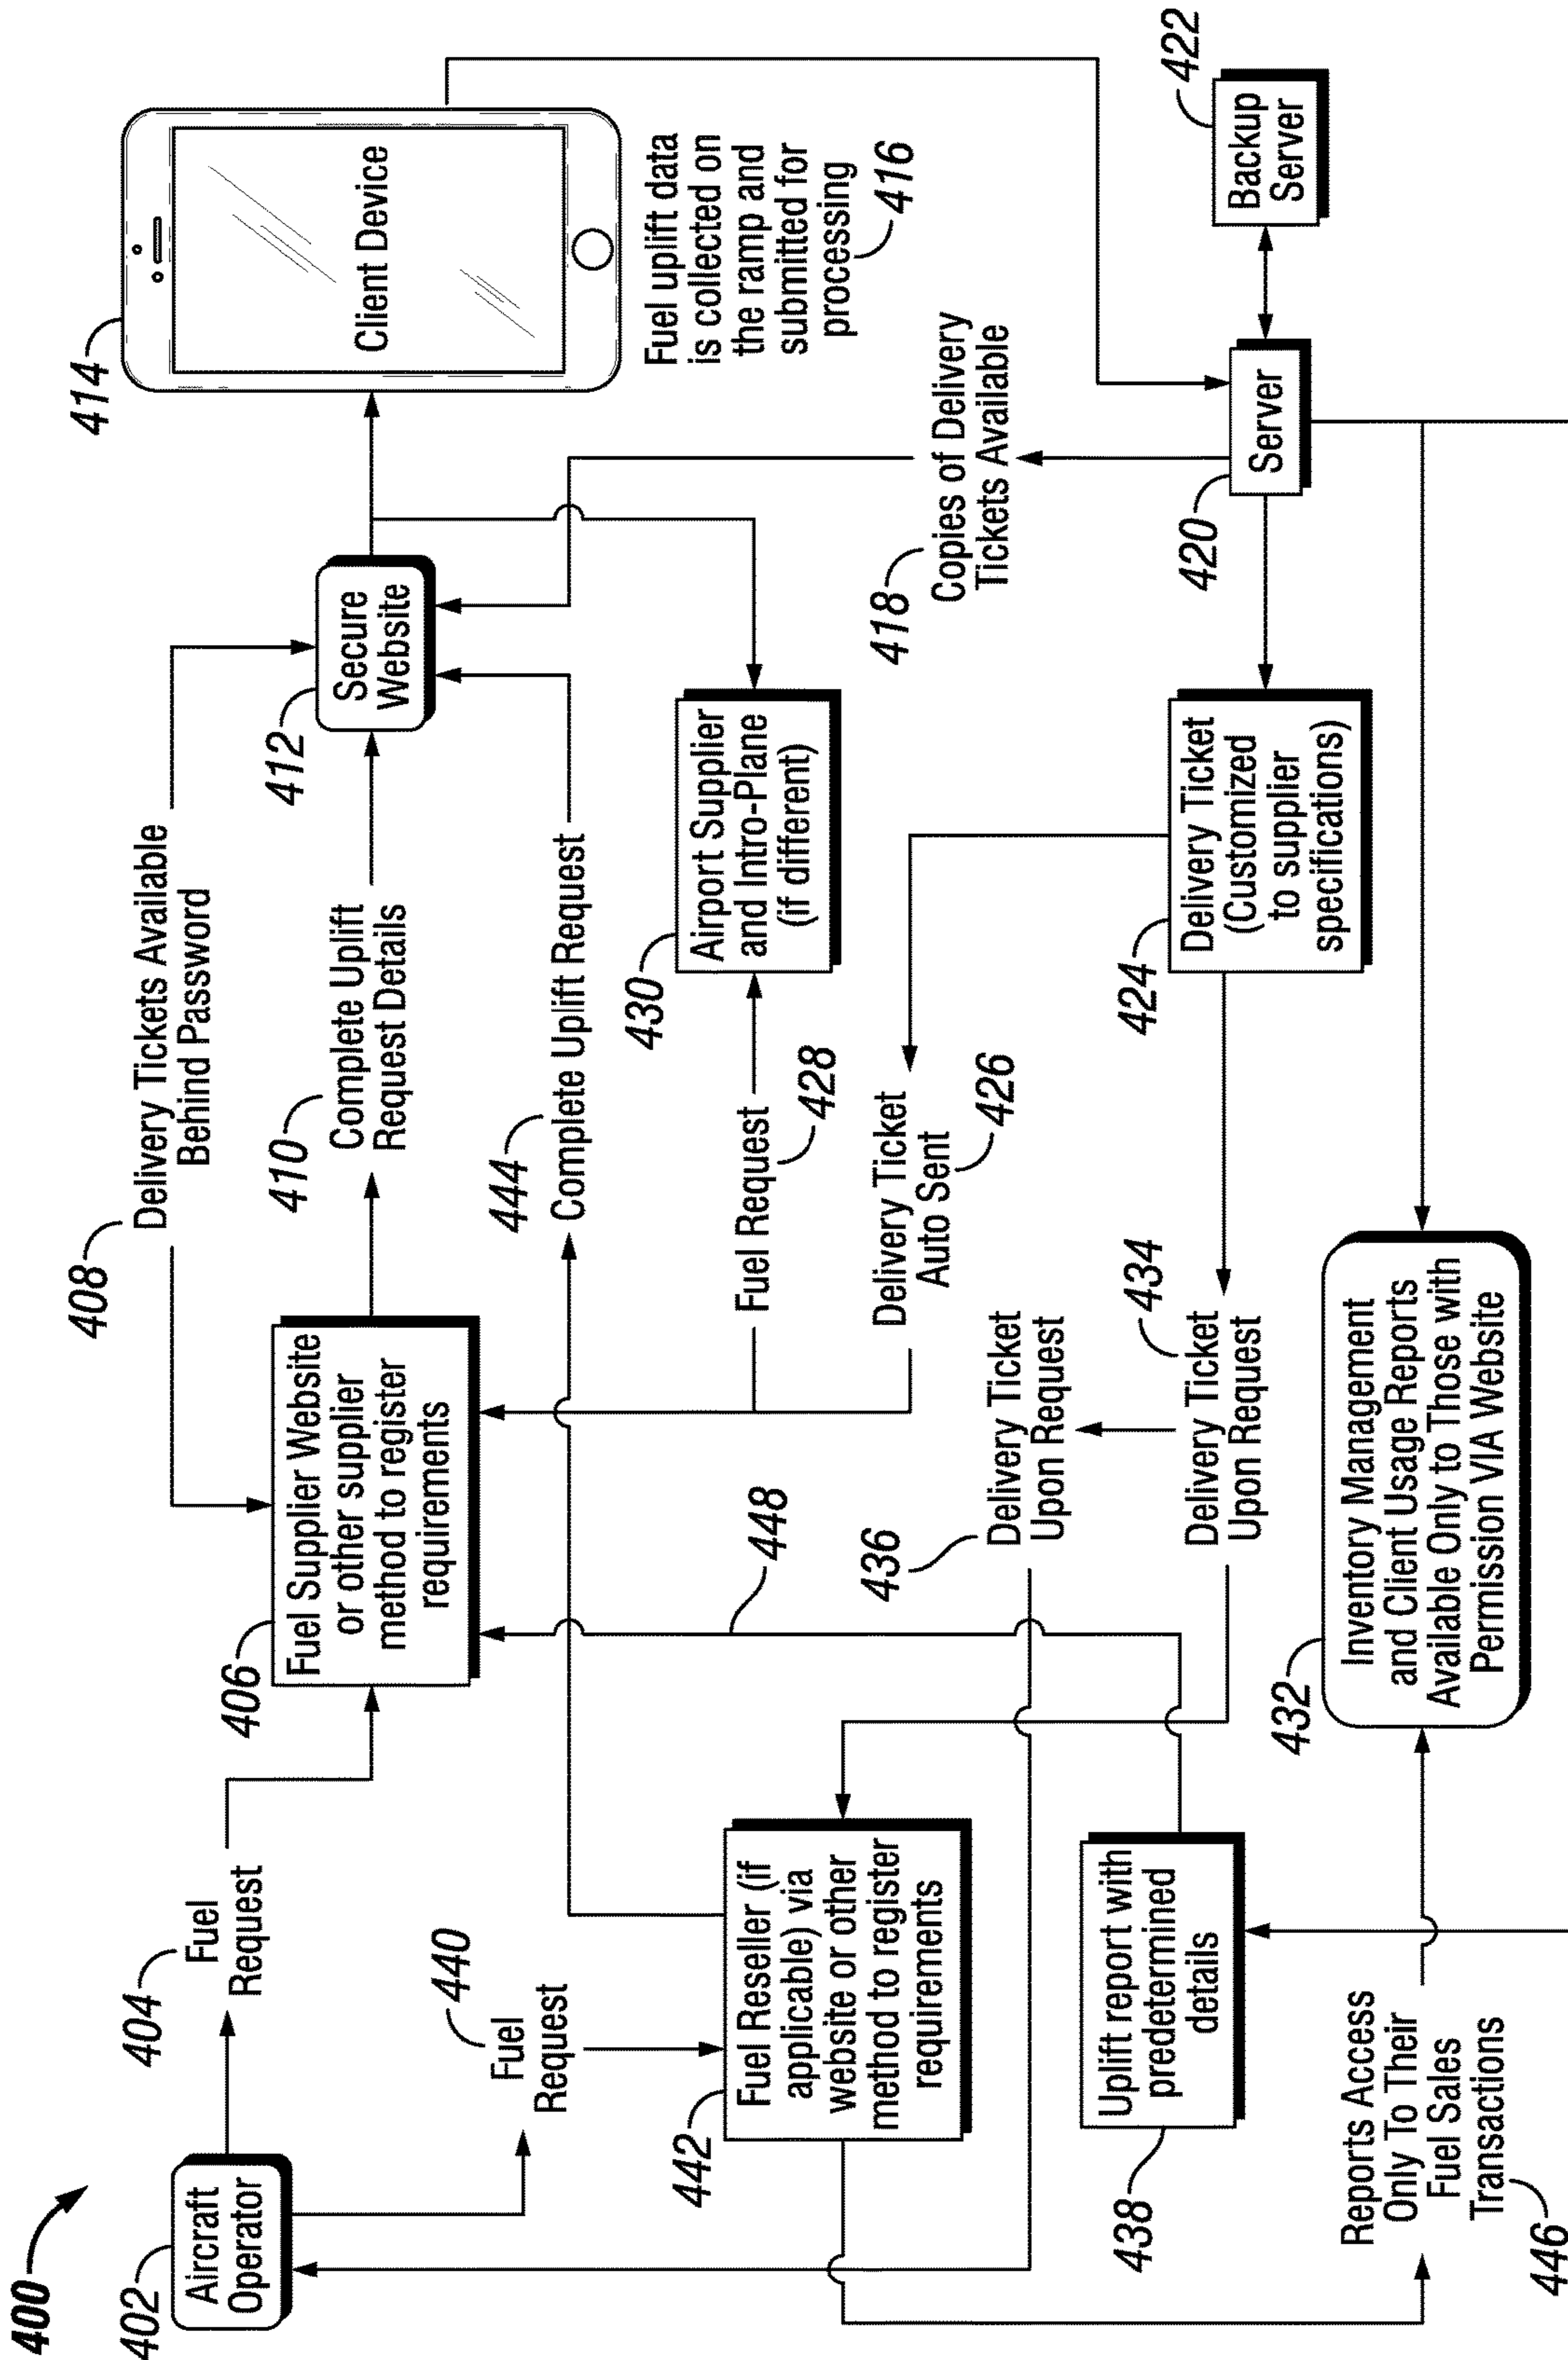 400
402
Aircraft
Operator
404
Fuel
Request
406
Fuel Supplier Website
or other supplier
method to register
requirements
408
Delivery Tickets Available
Behind Password
410
Complete Uplift
Request Details
412
Secure
Website
414
Client Device
Fuel uplift data
is collected on
the ramp and
submitted for
processing
416
440
Fuel
Request
444
Complete Uplift Request
442
Fuel Reseller (if
applicable) via
website or other
method to register
requirements
Fuel Request
428
430
Airport Supplier
and Intro-Plane
(if different)
Delivery Ticket
Auto Sent
426
418
Copies of Delivery
Tickets Available
448
436
Delivery Ticket
Upon Request
438
Uplift report with
predetermined
details
434
Delivery Ticket
Upon Request
424
Delivery Ticket
(Customized
to supplier
specifications)
420
Server
422
Backup
Server
Reports Access
Only To Their
Fuel Sales
Transactions
446
432
Inventory Management
and Client Usage Reports
Available Only to Those with
Permission VIA Website